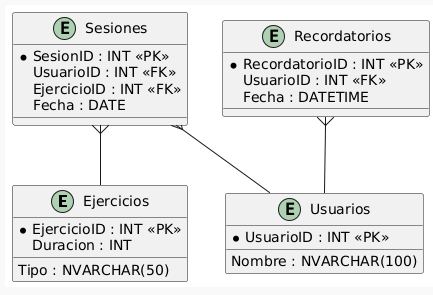 E Sesiones
SesionID : INT «PK»
UsuarioID : INT «FK»
EjercicioID : INT «FK»
Fecha : DATE
E Recordatorios
RecordatorioID : INT «PK»
UsuarioID : INT «FK»
Fecha : DATETIME
E Ejercicios
EjercicioID : INT «PK»
Duracion : INT
Tipo : NVARCHAR(50)
E Usuarios
UsuarioID : INT «PK»
Nombre : NVARCHAR(100)